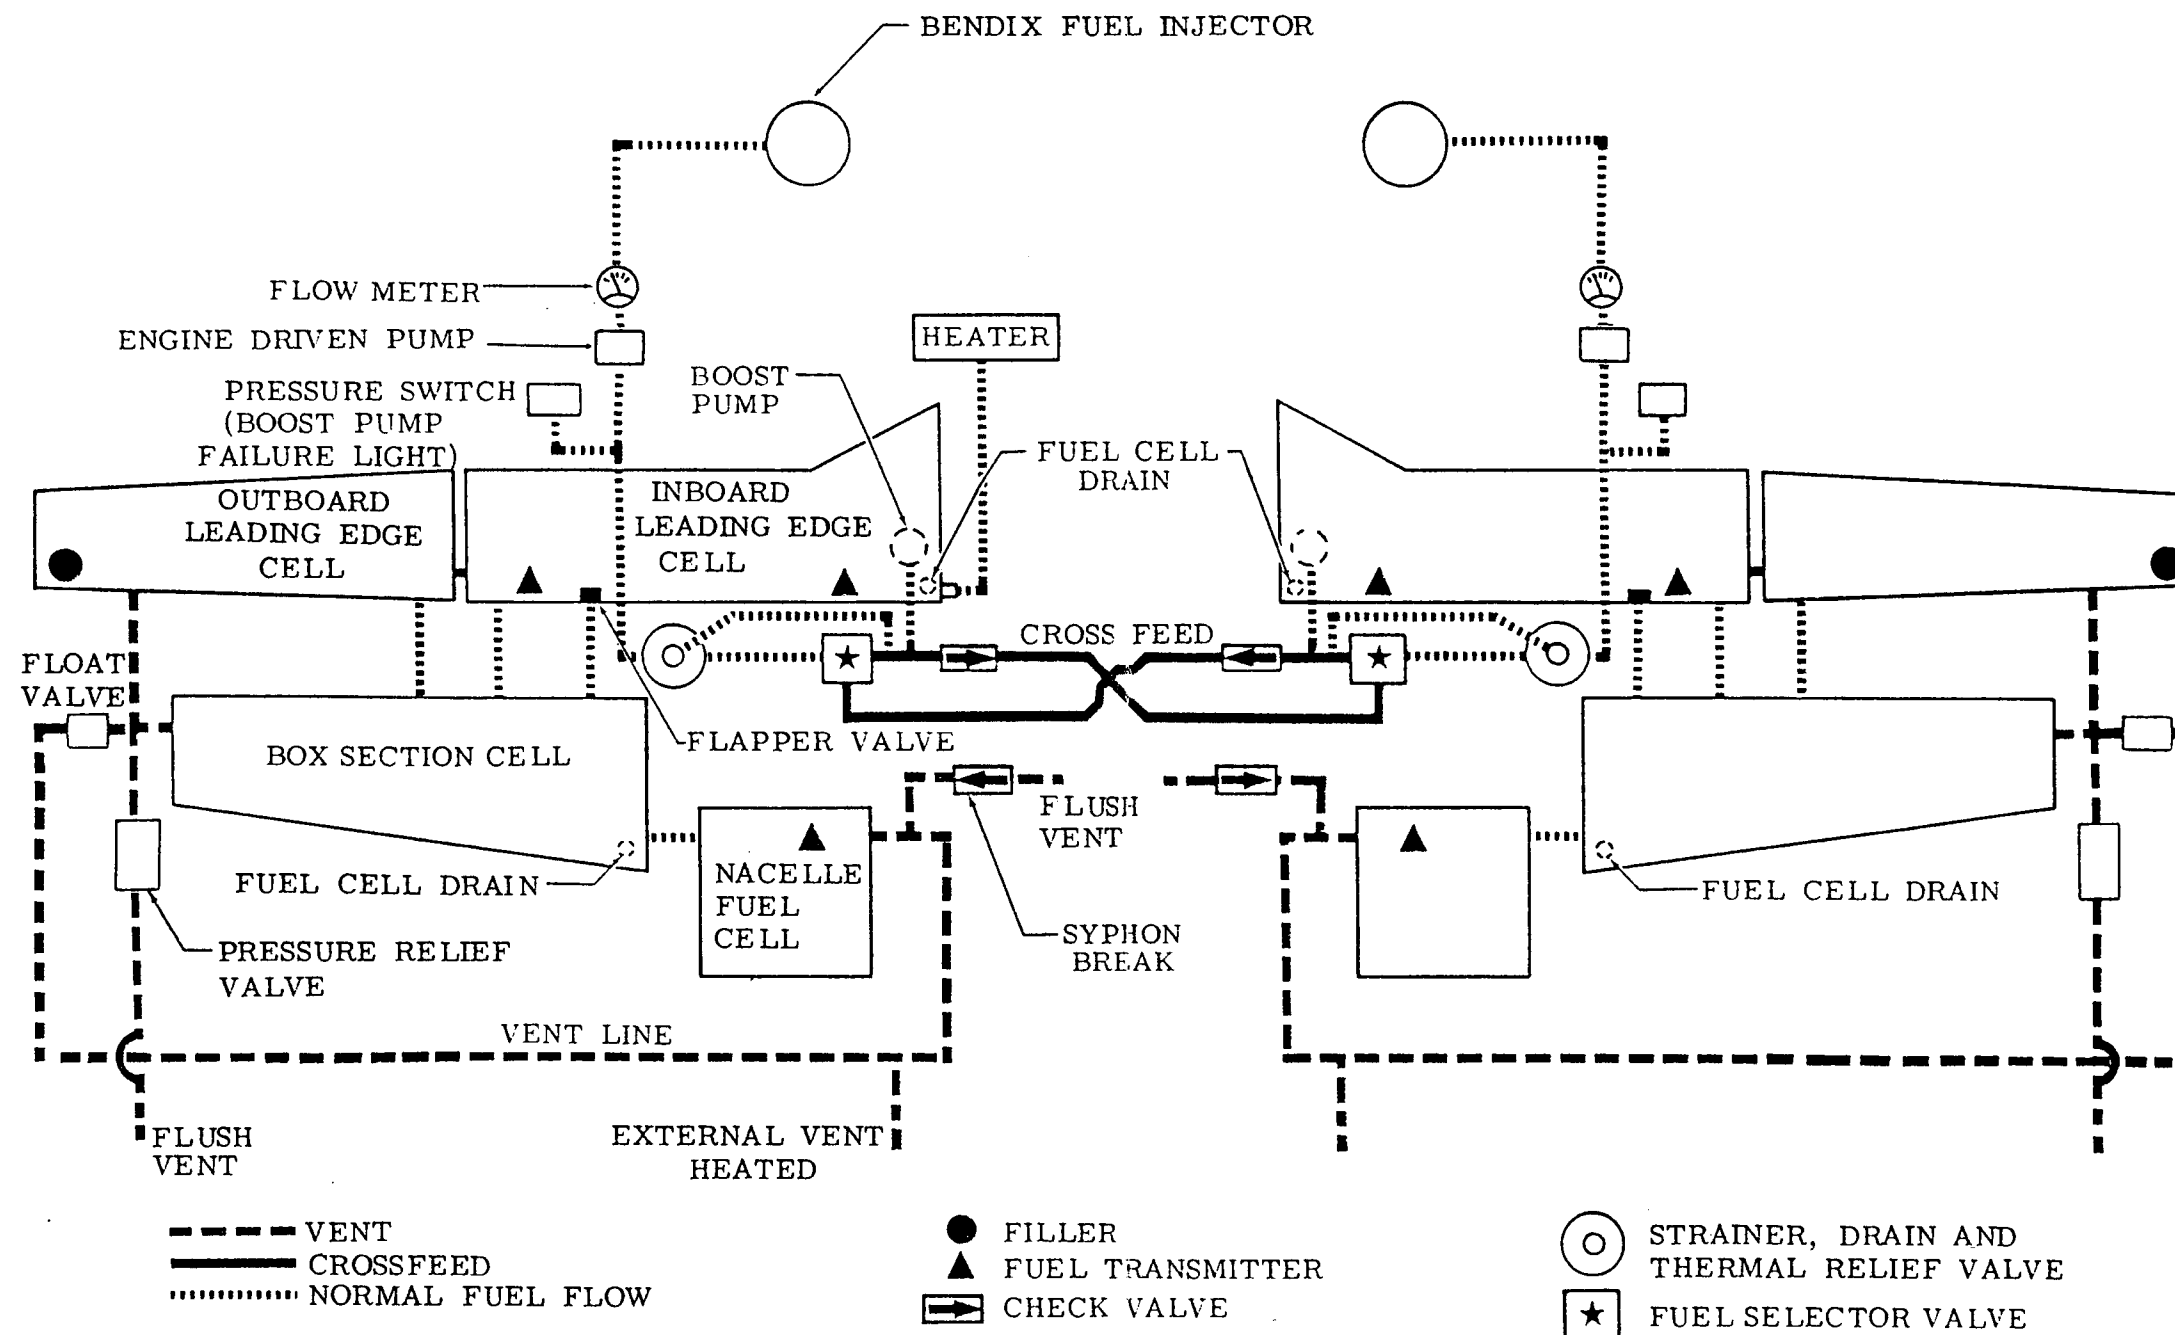 BENDIX FUEL INJECTOR
FLOW METER
ENGINE DRIVEN PUMP
HEATER
PRESSURE SWITCH
(BOOST PUMP
FAILURE LIGHT)
BOOST
PUMP
FUEL CELL
DRAIN
OUTBOARD
LEADING EDGE
CELL
INBOARD
LEADING EDGE
CELL
CROSS FEED
FLOAT
VALVE
FLAPPER VALVE
BOX SECTION CELL
FLUSH
VENT
NACELLE
FUEL
CELL
FUEL CELL DRAIN
FUEL CELL DRAIN
SYPHON
BREAK
PRESSURE RELIEF
VALVE
VENT LINE
FLUSH
VENT
EXTERNAL VENT
HEATED
VENT
CROSSFEED
NORMAL FUEL FLOW
FILLER
FUEL TRANSMITTER
CHECK VALVE
STRAINER, DRAIN AND
THERMAL RELIEF VALVE
FUEL SELECTOR VALVE